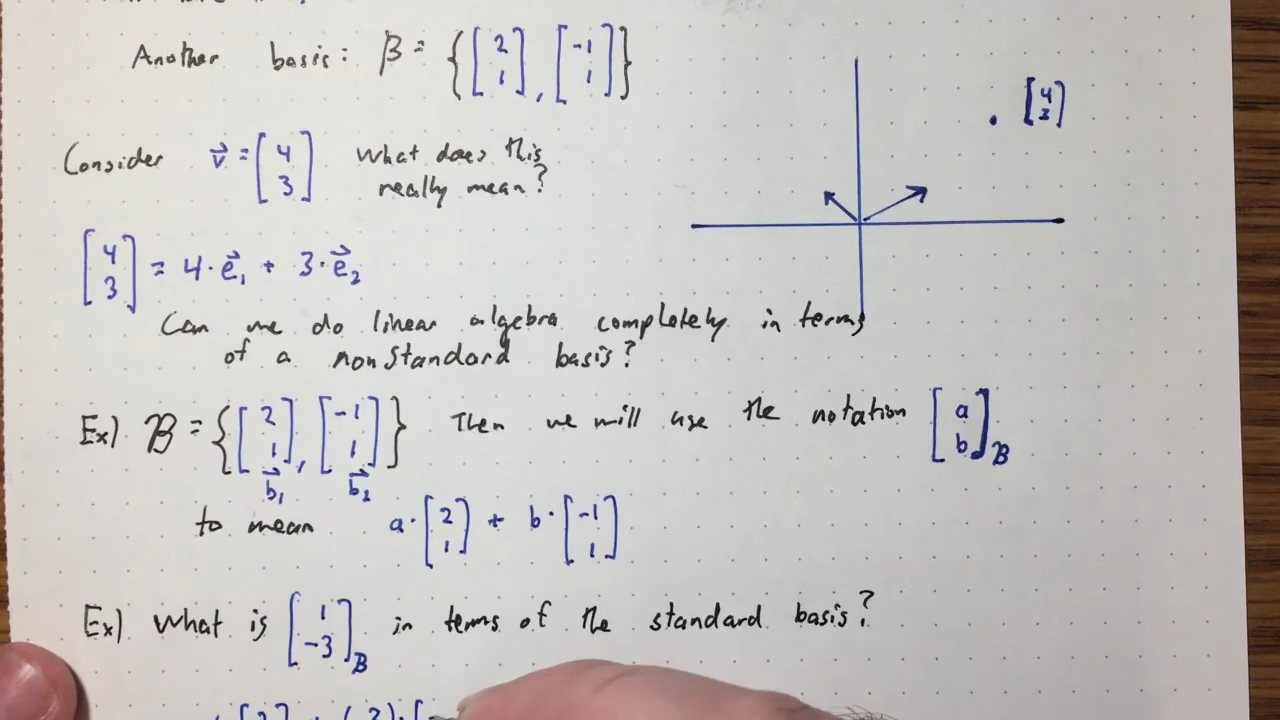 Another basis: β = { [2 1], [-1 1] }
[4 3]
Consider v⃗ = [4 3] What does this
really mean?
[4 3] = 4·e⃗₁ + 3·e⃗₂
Can we do linear algebra completely in terms
of a nonstandard basis?
Ex) B = { [2 1], [-1 1] } Then we will use the notation [a b]B
b⃗₁ b⃗₂
to mean a·[2 1] + b·[-1 1]
Ex) What is [1 -3]B in terms of the standard basis?